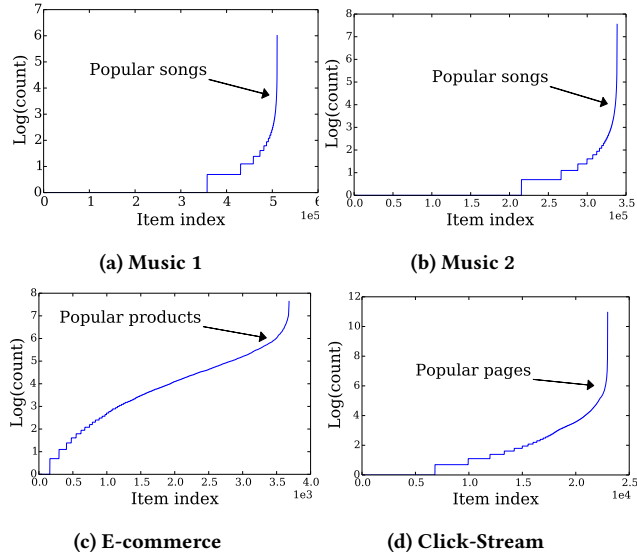 7
6
5
4
3
2
1
0
Log(count)
Popular songs
0 1 2 3 4 5 6
1e5
Item index
(a) Music 1
8
7
6
5
4
3
2
1
0
Log(count)
Popular songs
0.0 0.5 1.0 1.5 2.0 2.5 3.0 3.5
1e5
Item index
(b) Music 2
8
7
6
5
4
3
2
1
0
Log(count)
Popular products
0.0 0.5 1.0 1.5 2.0 2.5 3.0 3.5 4.0
1e3
Item index
(c) E-commerce
12
10
8
6
4
2
0
Log(count)
Popular pages
0.0 0.5 1.0 1.5 2.0 2.5
1e4
Item index
(d) Click-Stream